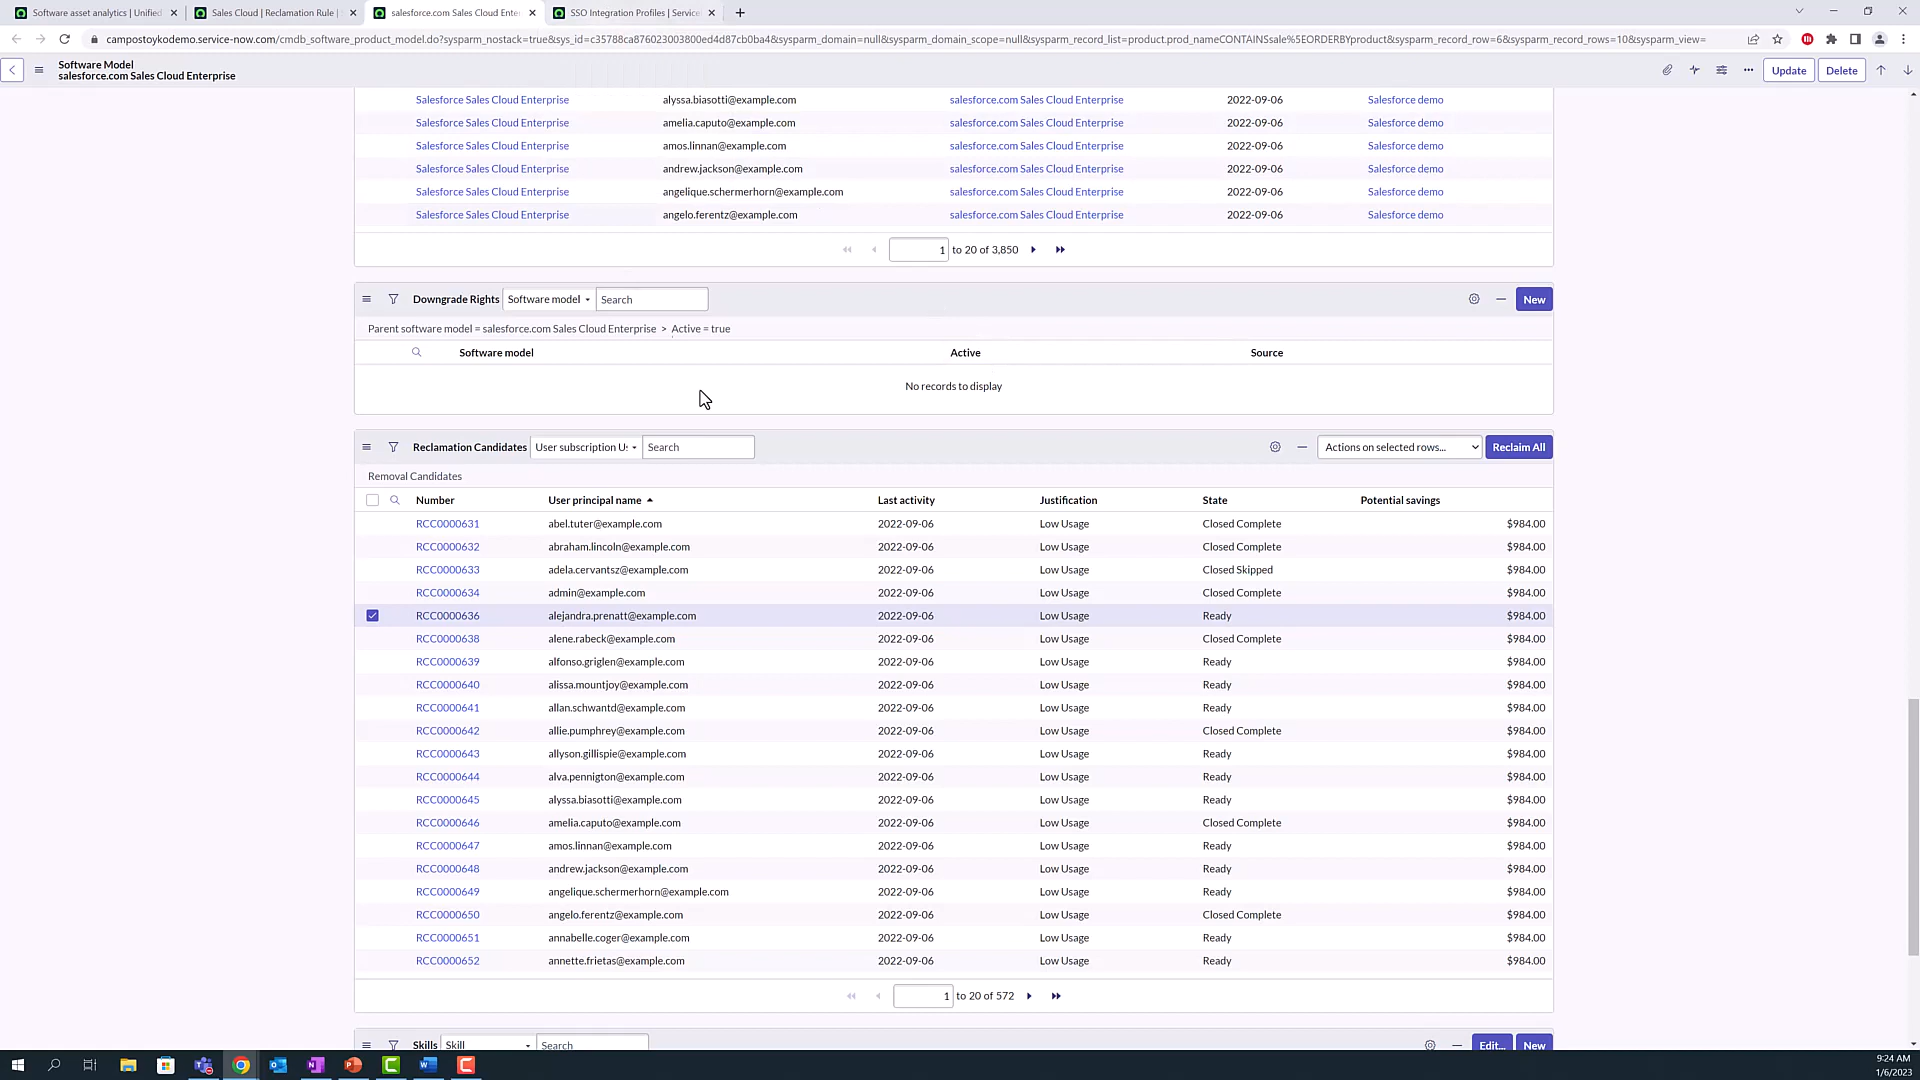 Software asset analytics | Unified
Sales Cloud | Reclamation Rule |
salesforce.com Sales Cloud Enter
SSO Integration Profiles | Service
campostoykodemo.service-now.com/cmdb_software_product_model.do?sysparm_nostack=true&sys_id=c35788ca876023003800ed4d87cb0ba4&sysparm_domain=null&sysparm_domain_scope=null&sysparm_record_list=product.prod_nameCONTAINSsale%5EORDERBYproduct&sysparm_record_row=6&sysparm_record_rows=10&sysparm_view=
Software Model
salesforce.com Sales Cloud Enterprise
Update
Delete
Salesforce Sales Cloud Enterprise alyssa.biasotti@example.com salesforce.com Sales Cloud Enterprise 2022-09-06 Salesforce demo
Salesforce Sales Cloud Enterprise amelia.caputo@example.com salesforce.com Sales Cloud Enterprise 2022-09-06 Salesforce demo
Salesforce Sales Cloud Enterprise amos.linnan@example.com salesforce.com Sales Cloud Enterprise 2022-09-06 Salesforce demo
Salesforce Sales Cloud Enterprise andrew.jackson@example.com salesforce.com Sales Cloud Enterprise 2022-09-06 Salesforce demo
Salesforce Sales Cloud Enterprise angelique.schermerhorn@example.com salesforce.com Sales Cloud Enterprise 2022-09-06 Salesforce demo
Salesforce Sales Cloud Enterprise angelo.ferentz@example.com salesforce.com Sales Cloud Enterprise 2022-09-06 Salesforce demo
1 to 20 of 3,850
Downgrade Rights Software model Search New
Parent software model = salesforce.com Sales Cloud Enterprise > Active = true
Software model Active Source
No records to display
Reclamation Candidates User subscription U: Search Actions on selected rows... Reclaim All
Removal Candidates
Number User principal name Last activity Justification State Potential savings
RCC0000631 abel.tuter@example.com 2022-09-06 Low Usage Closed Complete $984.00
RCC0000632 abraham.lincoln@example.com 2022-09-06 Low Usage Closed Complete $984.00
RCC0000633 adela.cervantsz@example.com 2022-09-06 Low Usage Closed Skipped $984.00
RCC0000634 admin@example.com 2022-09-06 Low Usage Closed Complete $984.00
RCC0000636 alejandra.prenatt@example.com 2022-09-06 Low Usage Ready $984.00
RCC0000638 alene.rabeck@example.com 2022-09-06 Low Usage Closed Complete $984.00
RCC0000639 alfonso.griglen@example.com 2022-09-06 Low Usage Ready $984.00
RCC0000640 alissa.mountjoy@example.com 2022-09-06 Low Usage Ready $984.00
RCC0000641 allan.schwantd@example.com 2022-09-06 Low Usage Ready $984.00
RCC0000642 allie.pumphrey@example.com 2022-09-06 Low Usage Closed Complete $984.00
RCC0000643 allyson.gillispie@example.com 2022-09-06 Low Usage Ready $984.00
RCC0000644 alva.pennigton@example.com 2022-09-06 Low Usage Ready $984.00
RCC0000645 alyssa.biasotti@example.com 2022-09-06 Low Usage Ready $984.00
RCC0000646 amelia.caputo@example.com 2022-09-06 Low Usage Closed Complete $984.00
RCC0000647 amos.linnan@example.com 2022-09-06 Low Usage Ready $984.00
RCC0000648 andrew.jackson@example.com 2022-09-06 Low Usage Ready $984.00
RCC0000649 angelique.schermerhorn@example.com 2022-09-06 Low Usage Ready $984.00
RCC0000650 angelo.ferentz@example.com 2022-09-06 Low Usage Closed Complete $984.00
RCC0000651 annabelle.coger@example.com 2022-09-06 Low Usage Ready $984.00
RCC0000652 annette.frietas@example.com 2022-09-06 Low Usage Ready $984.00
1 to 20 of 572
Skills Skill Search Edit... New
9:24 AM
1/6/2023